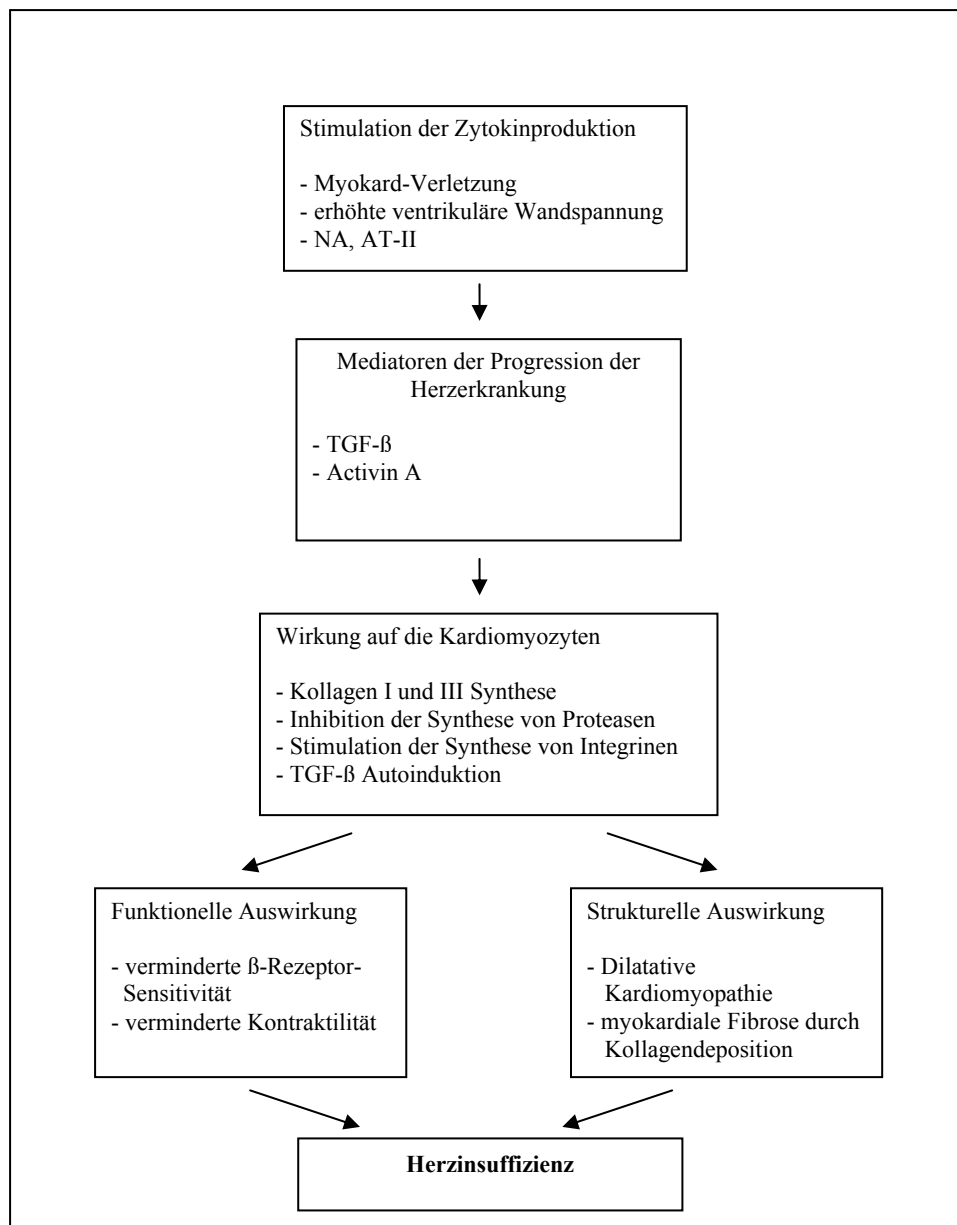 Stimulation der Zytokinproduktion
- Myokard-Verletzung
- erhöhte ventrikuläre Wandspannung
- NA, AT-II
Mediatoren der Progression der
Herzerkrankung
- TGF-ß
- Activin A
Wirkung auf die Kardiomyozyten
- Kollagen I und III Synthese
- Inhibition der Synthese von Proteasen
- Stimulation der Synthese von Integrinen
- TGF-ß Autoinduktion
Funktionelle Auswirkung
- verminderte ß-Rezeptor-
Sensitivität
- verminderte Kontraktilität
Strukturelle Auswirkung
- Dilatative
Kardiomyopathie
- myokardiale Fibrose durch
Kollagendeposition
Herzinsuffizienz